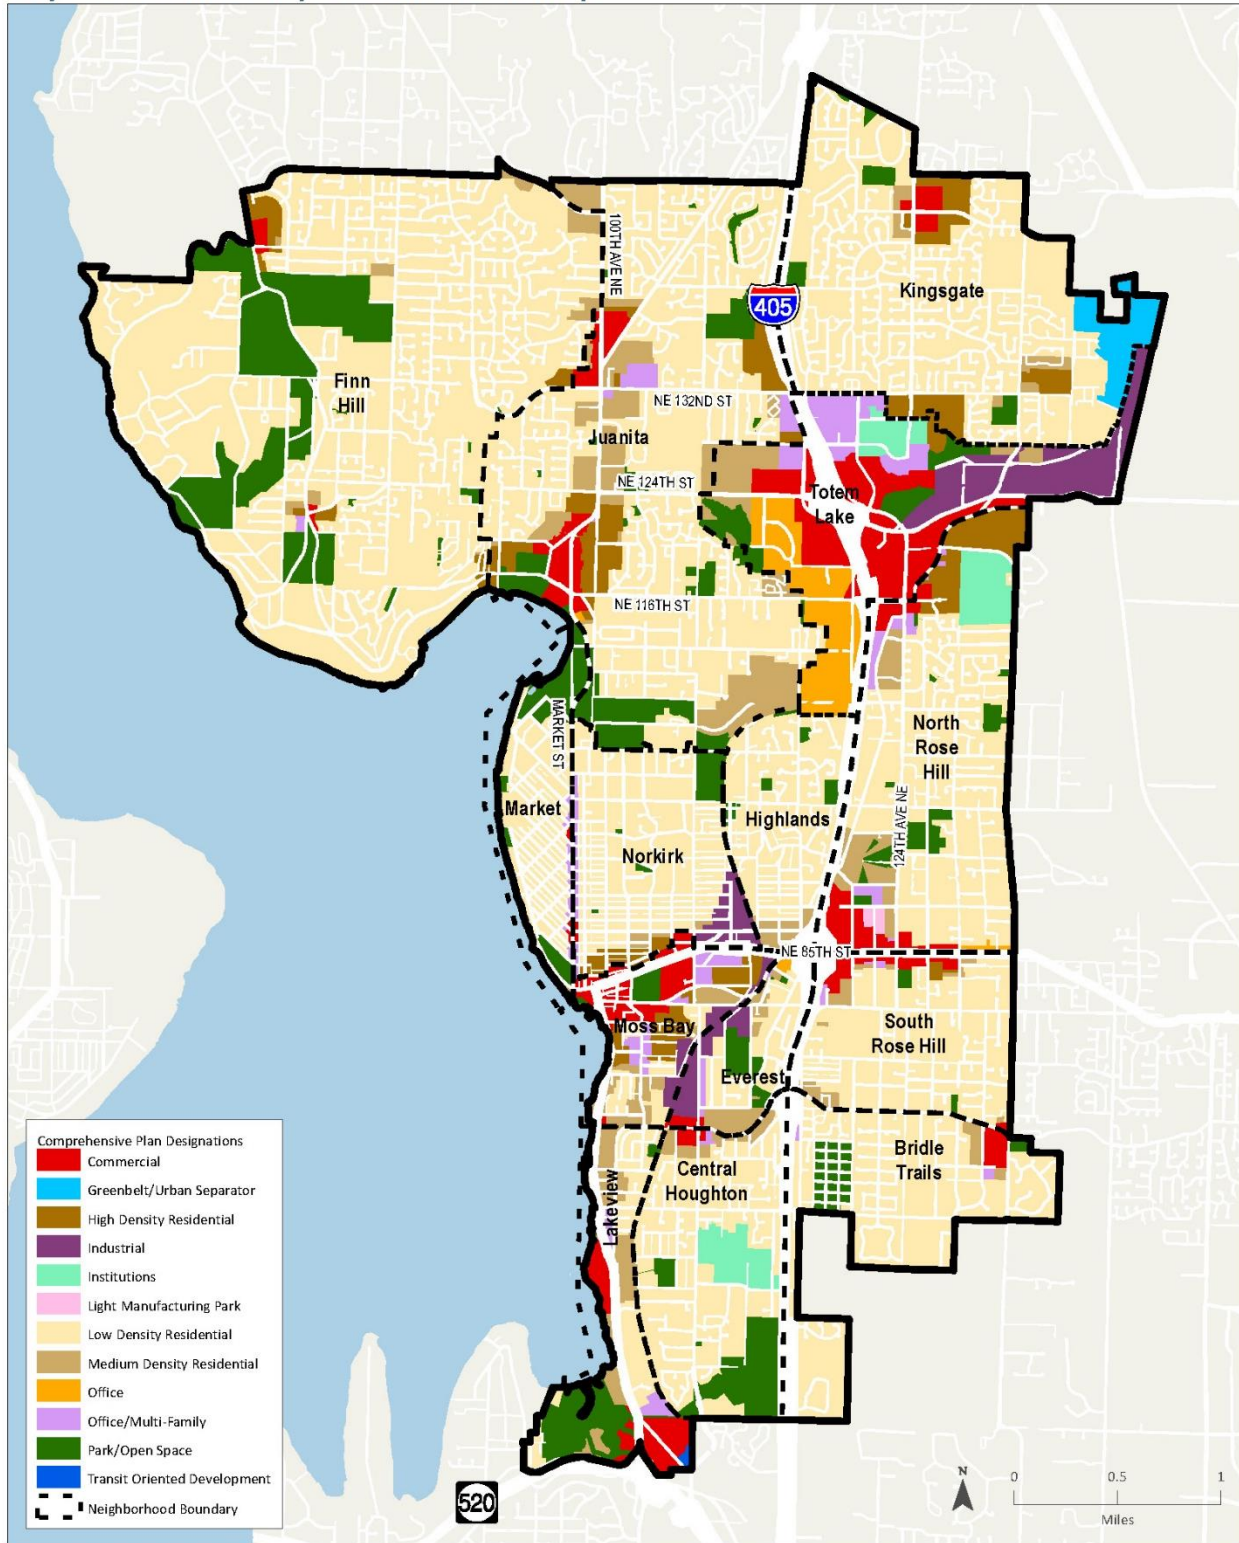 100TH AVE NE
Kingsgate
405
Finn
Hill
NE 132ND ST
Juanita
NE 124TH ST
Totem
Lake
NE 116TH ST
MARKET ST
North
Rose
Hill
Market
Highlands
124TH AVE NE
Norkirk
NE 85TH ST
Moss Bay
South
Rose Hill
Everest
Bridle
Trails
Central
Houghton
Lakeview
Comprehensive Plan Designations
Commercial
Greenbelt/Urban Separator
High Density Residential
Industrial
Institutions
Light Manufacturing Park
Low Density Residential
Medium Density Residential
Office
Office/Multi-Family
Park/Open Space
Transit Oriented Development
Neighborhood Boundary
520
N
0 0.5 1
Miles